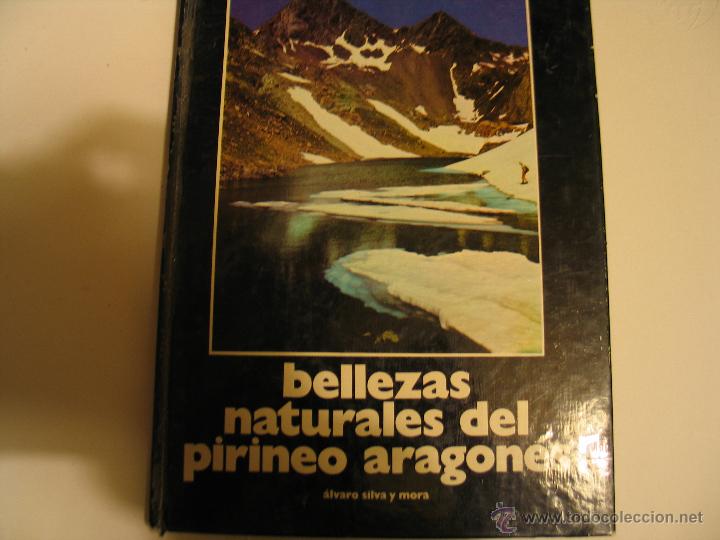 bellezas
naturales del
pirineo aragonés
álvaro silva y mora
© www.todocoleccion.net